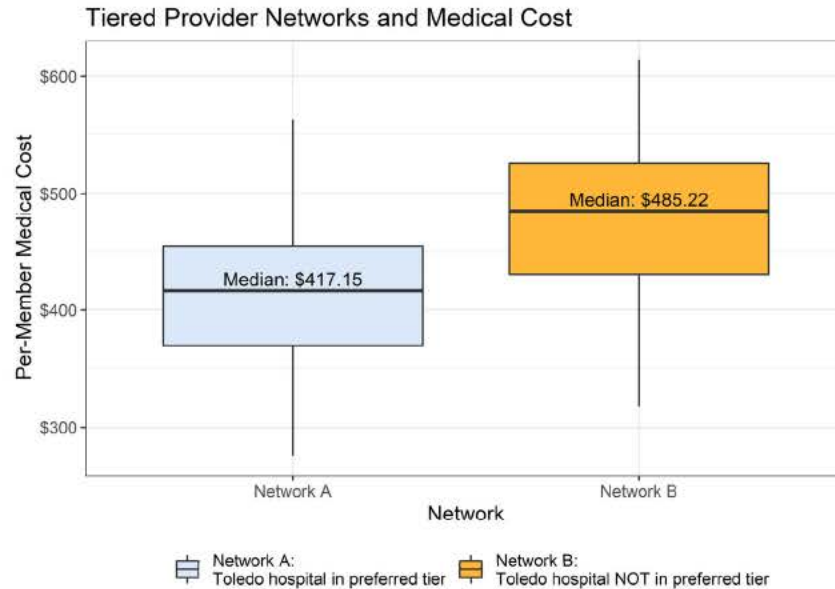 Tiered Provider Networks and Medical Cost
$600
$500
$400
$300
Per-Member Medical Cost
Median: $417.15
Median: $485.22
Network A
Network B
Network
Network A:
Toledo hospital in preferred tier
Network B:
Toledo hospital NOT in preferred tier